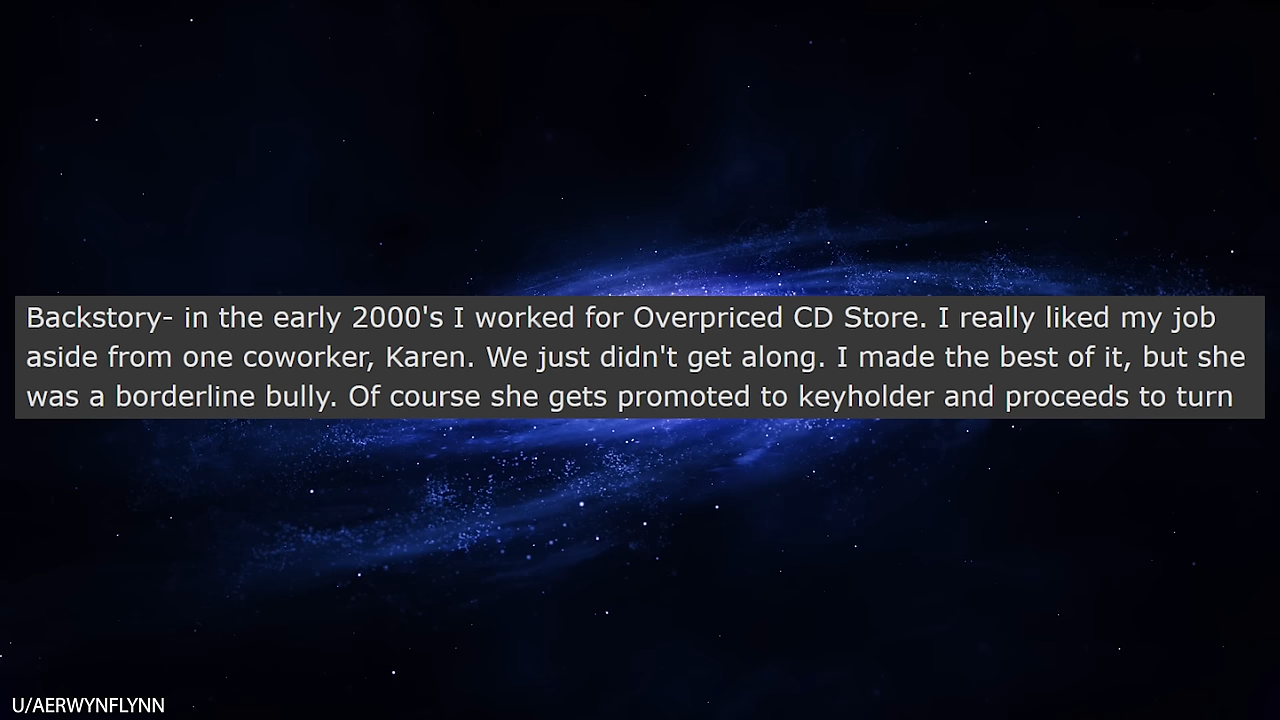 Backstory- in the early 2000's I worked for Overpriced CD Store. I really liked my job
aside from one coworker, Karen. We just didn't get along. I made the best of it, but she
was a borderline bully. Of course she gets promoted to keyholder and proceeds to turn
U/AERWYNFLYNN